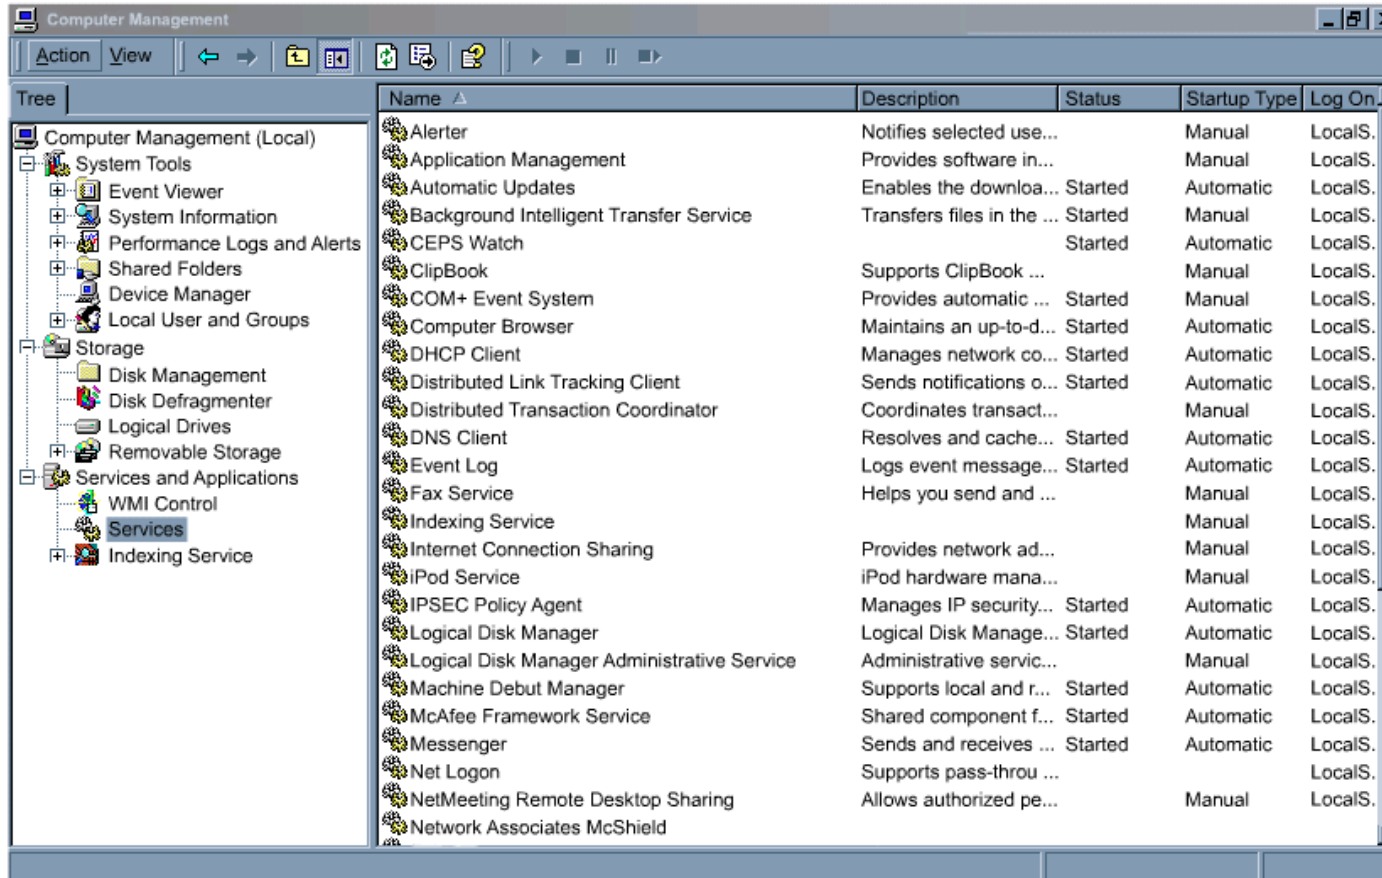 Computer Management
Action View
Tree
Computer Management (Local)
System Tools
Event Viewer
System Information
Performance Logs and Alerts
Shared Folders
Device Manager
Local User and Groups
Storage
Disk Management
Disk Defragmenter
Logical Drives
Removable Storage
Services and Applications
WMI Control
Services
Indexing Service
Name Description Status Startup Type Log On
Alerter Notifies selected use... Manual LocalS.
Application Management Provides software in... Manual LocalS.
Automatic Updates Enables the downloa... Started Automatic LocalS.
Background Intelligent Transfer Service Transfers files in the ... Started Manual LocalS.
CEPS Watch Started Automatic LocalS.
ClipBook Supports ClipBook ... Manual LocalS.
COM+ Event System Provides automatic ... Started Manual LocalS.
Computer Browser Maintains an up-to-d... Started Automatic LocalS.
DHCP Client Manages network co... Started Automatic LocalS.
Distributed Link Tracking Client Sends notifications o... Started Automatic LocalS.
Distributed Transaction Coordinator Coordinates transact... Manual LocalS.
DNS Client Resolves and cache... Started Automatic LocalS.
Event Log Logs event message... Started Automatic LocalS.
Fax Service Helps you send and ... Manual LocalS.
Indexing Service Manual LocalS.
Internet Connection Sharing Provides network ad... Manual LocalS.
iPod Service iPod hardware mana... Manual LocalS.
IPSEC Policy Agent Manages IP security... Started Automatic LocalS.
Logical Disk Manager Logical Disk Manage... Started Automatic LocalS.
Logical Disk Manager Administrative Service Administrative servic... Manual LocalS.
Machine Debut Manager Supports local and r... Started Automatic LocalS.
McAfee Framework Service Shared component f... Started Automatic LocalS.
Messenger Sends and receives ... Started Automatic LocalS.
Net Logon Supports pass-throu ... LocalS.
NetMeeting Remote Desktop Sharing Allows authorized pe... Manual LocalS.
Network Associates McShield